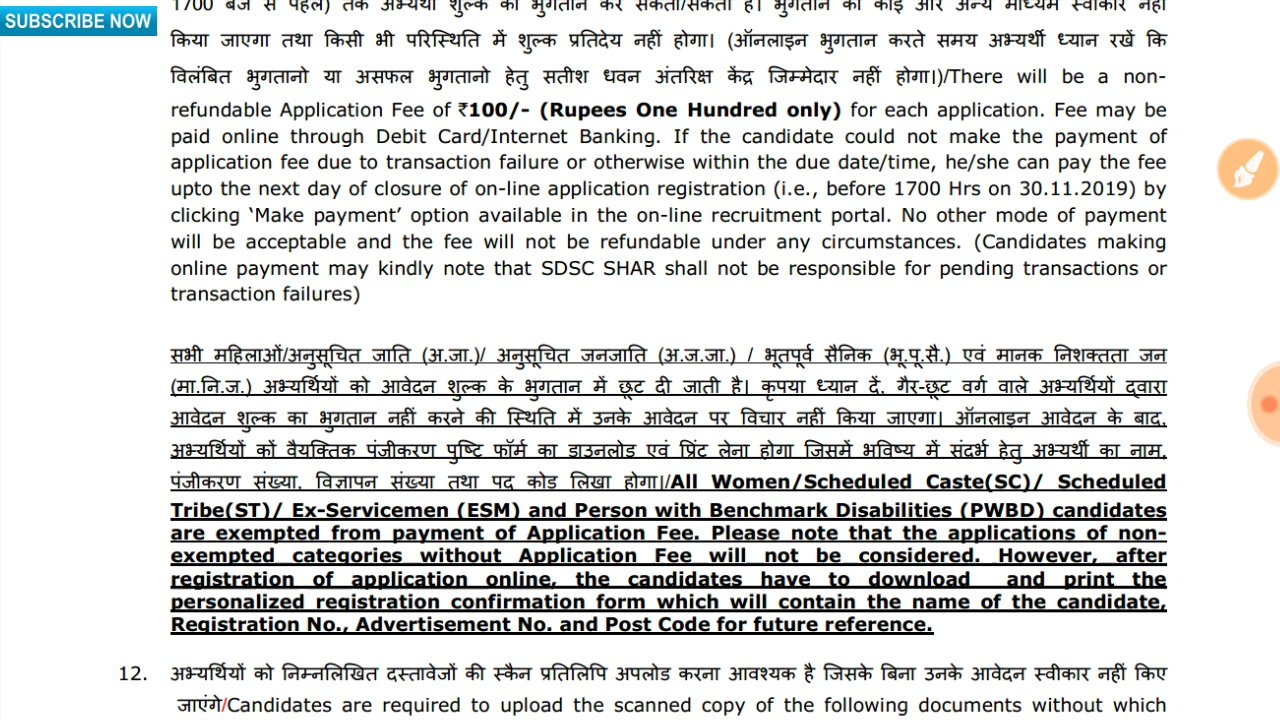 SUBSCRIBE NOW
1700 बजे से पहले) तक अभ्यर्थी शुल्क का भुगतान कर सकता/सकती है। भुगतान का कोई और अन्य माध्यम स्वीकार नहीं
किया जाएगा तथा किसी भी परिस्थिति में शुल्क प्रतिदेय नहीं होगा। (ऑनलाइन भुगतान करते समय अभ्यर्थी ध्यान रखें कि
विलंबित भुगतानो या असफल भुगतानो हेतु सतीश धवन अंतरिक्ष केंद्र जिम्मेदार नहीं होगा।)/There will be a non-
refundable Application Fee of ₹100/- (Rupees One Hundred only) for each application. Fee may be
paid online through Debit Card/Internet Banking. If the candidate could not make the payment of
application fee due to transaction failure or otherwise within the due date/time, he/she can pay the fee
upto the next day of closure of on-line application registration (i.e., before 1700 Hrs on 30.11.2019) by
clicking ‘Make payment’ option available in the on-line recruitment portal. No other mode of payment
will be acceptable and the fee will not be refundable under any circumstances. (Candidates making
online payment may kindly note that SDSC SHAR shall not be responsible for pending transactions or
transaction failures)
सभी महिलाओं/अनुसूचित जाति (अ.जा.)/ अनुसूचित जनजाति (अ.ज.जा.) / भूतपूर्व सैनिक (भू.पू.सै.) एवं मानक निशक्तता जन
(मा.नि.ज.) अभ्यर्थियों को आवेदन शुल्क के भुगतान में छूट दी जाती है। कृपया ध्यान दें, गैर-छूट वर्ग वाले अभ्यर्थियों द्वारा
आवेदन शुल्क का भुगतान नहीं करने की स्थिति में उनके आवेदन पर विचार नहीं किया जाएगा। ऑनलाइन आवेदन के बाद,
अभ्यर्थियों कों वैयक्तिक पंजीकरण पुष्टि फॉर्म का डाउनलोड एवं प्रिंट लेना होगा जिसमें भविष्य में संदर्भ हेतु अभ्यर्थी का नाम,
पंजीकरण संख्या, विज्ञापन संख्या तथा पद कोड लिखा होगा।/All Women/Scheduled Caste(SC)/ Scheduled
Tribe(ST)/ Ex-Servicemen (ESM) and Person with Benchmark Disabilities (PWBD) candidates
are exempted from payment of Application Fee. Please note that the applications of non-
exempted categories without Application Fee will not be considered. However, after
registration of application online, the candidates have to download and print the
personalized registration confirmation form which will contain the name of the candidate,
Registration No., Advertisement No. and Post Code for future reference.
12. अभ्यर्थियों को निम्नलिखित दस्तावेजों की स्कैन प्रतिलिपि अपलोड करना आवश्यक है जिसके बिना उनके आवेदन स्वीकार नहीं किए
जाएंगे/Candidates are required to upload the scanned copy of the following documents without which